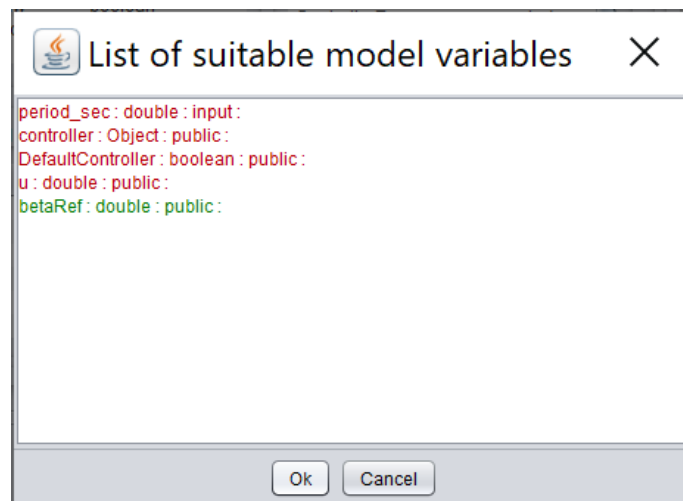 List of suitable model variables
period_sec : double : input :
controller : Object : public :
DefaultController : boolean : public :
u : double : public :
betaRef : double : public :
Ok
Cancel